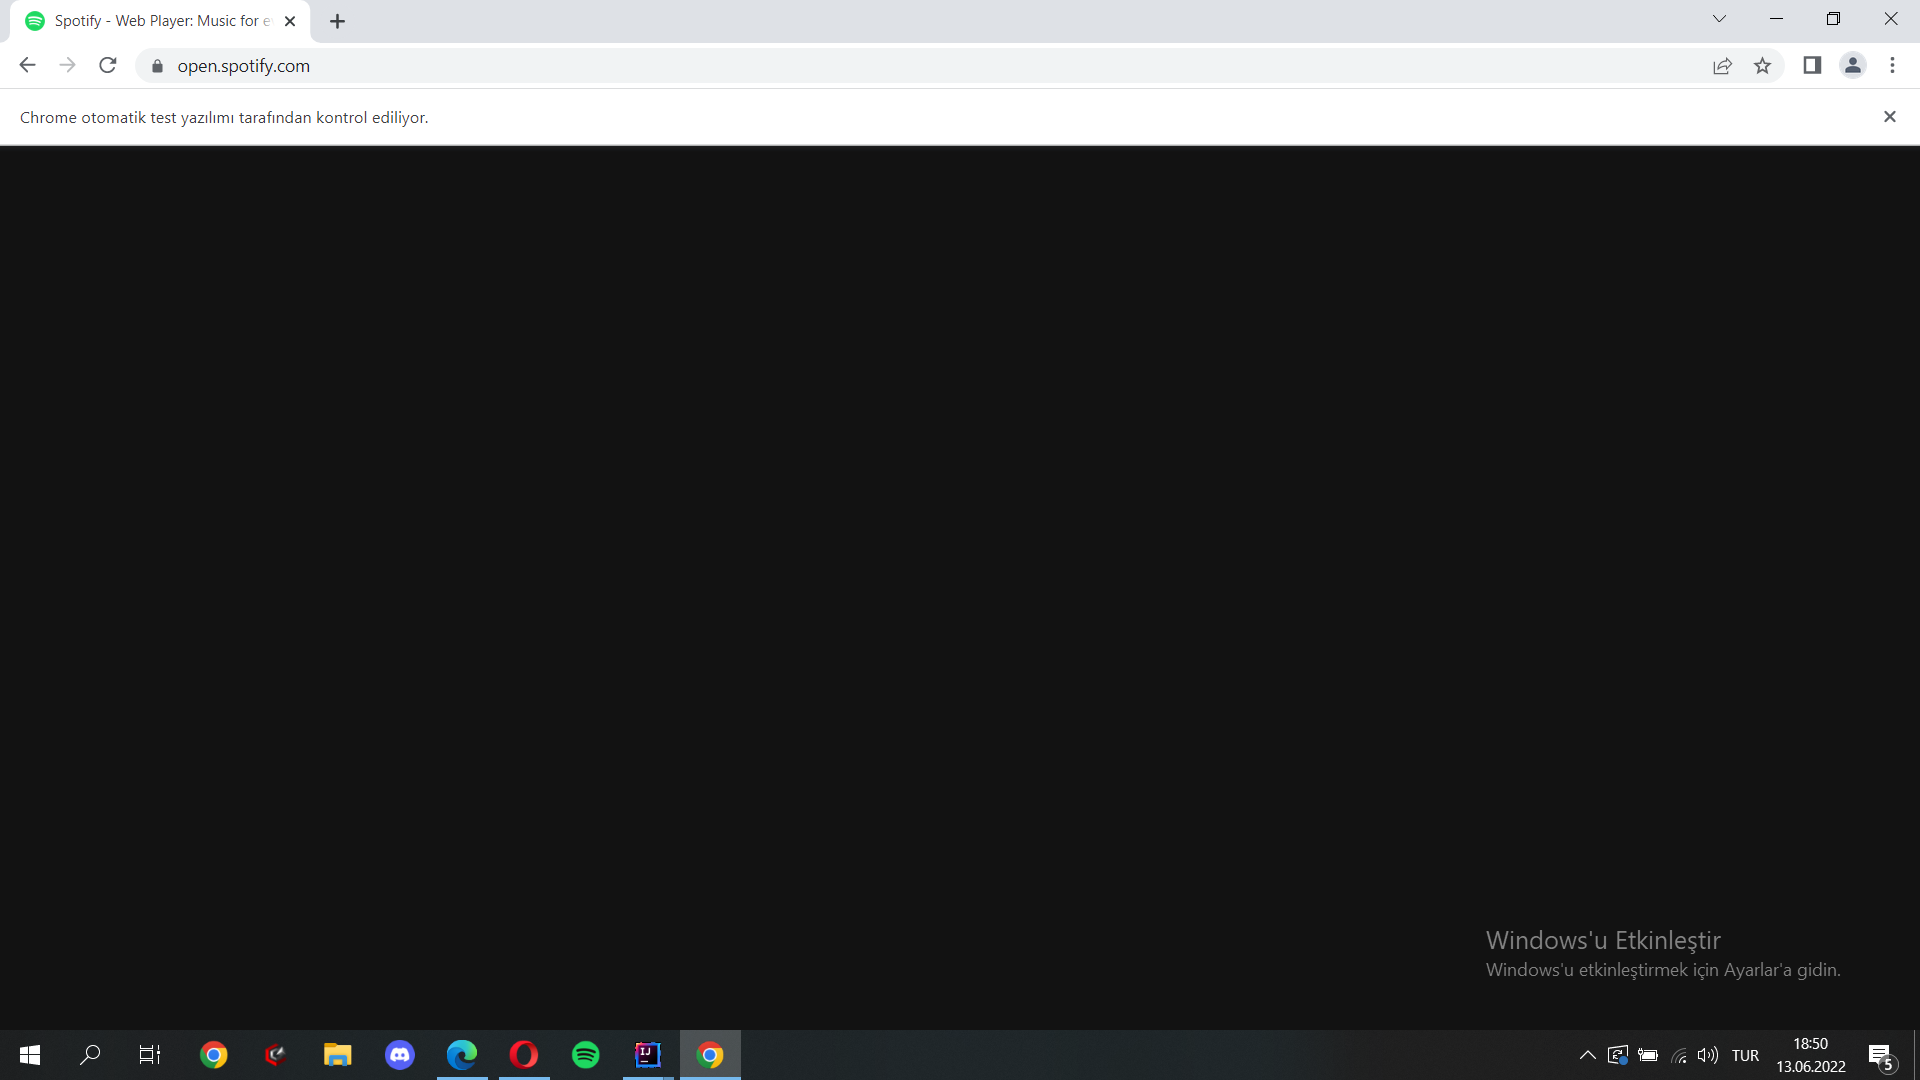 Spotify - Web Player: Music for e
open.spotify.com
Chrome otomatik test yazılımı tarafından kontrol ediliyor.
Windows'u Etkinleştir
Windows'u etkinleştirmek için Ayarlar'a gidin.
IJ
TUR
18:50
13.06.2022
5